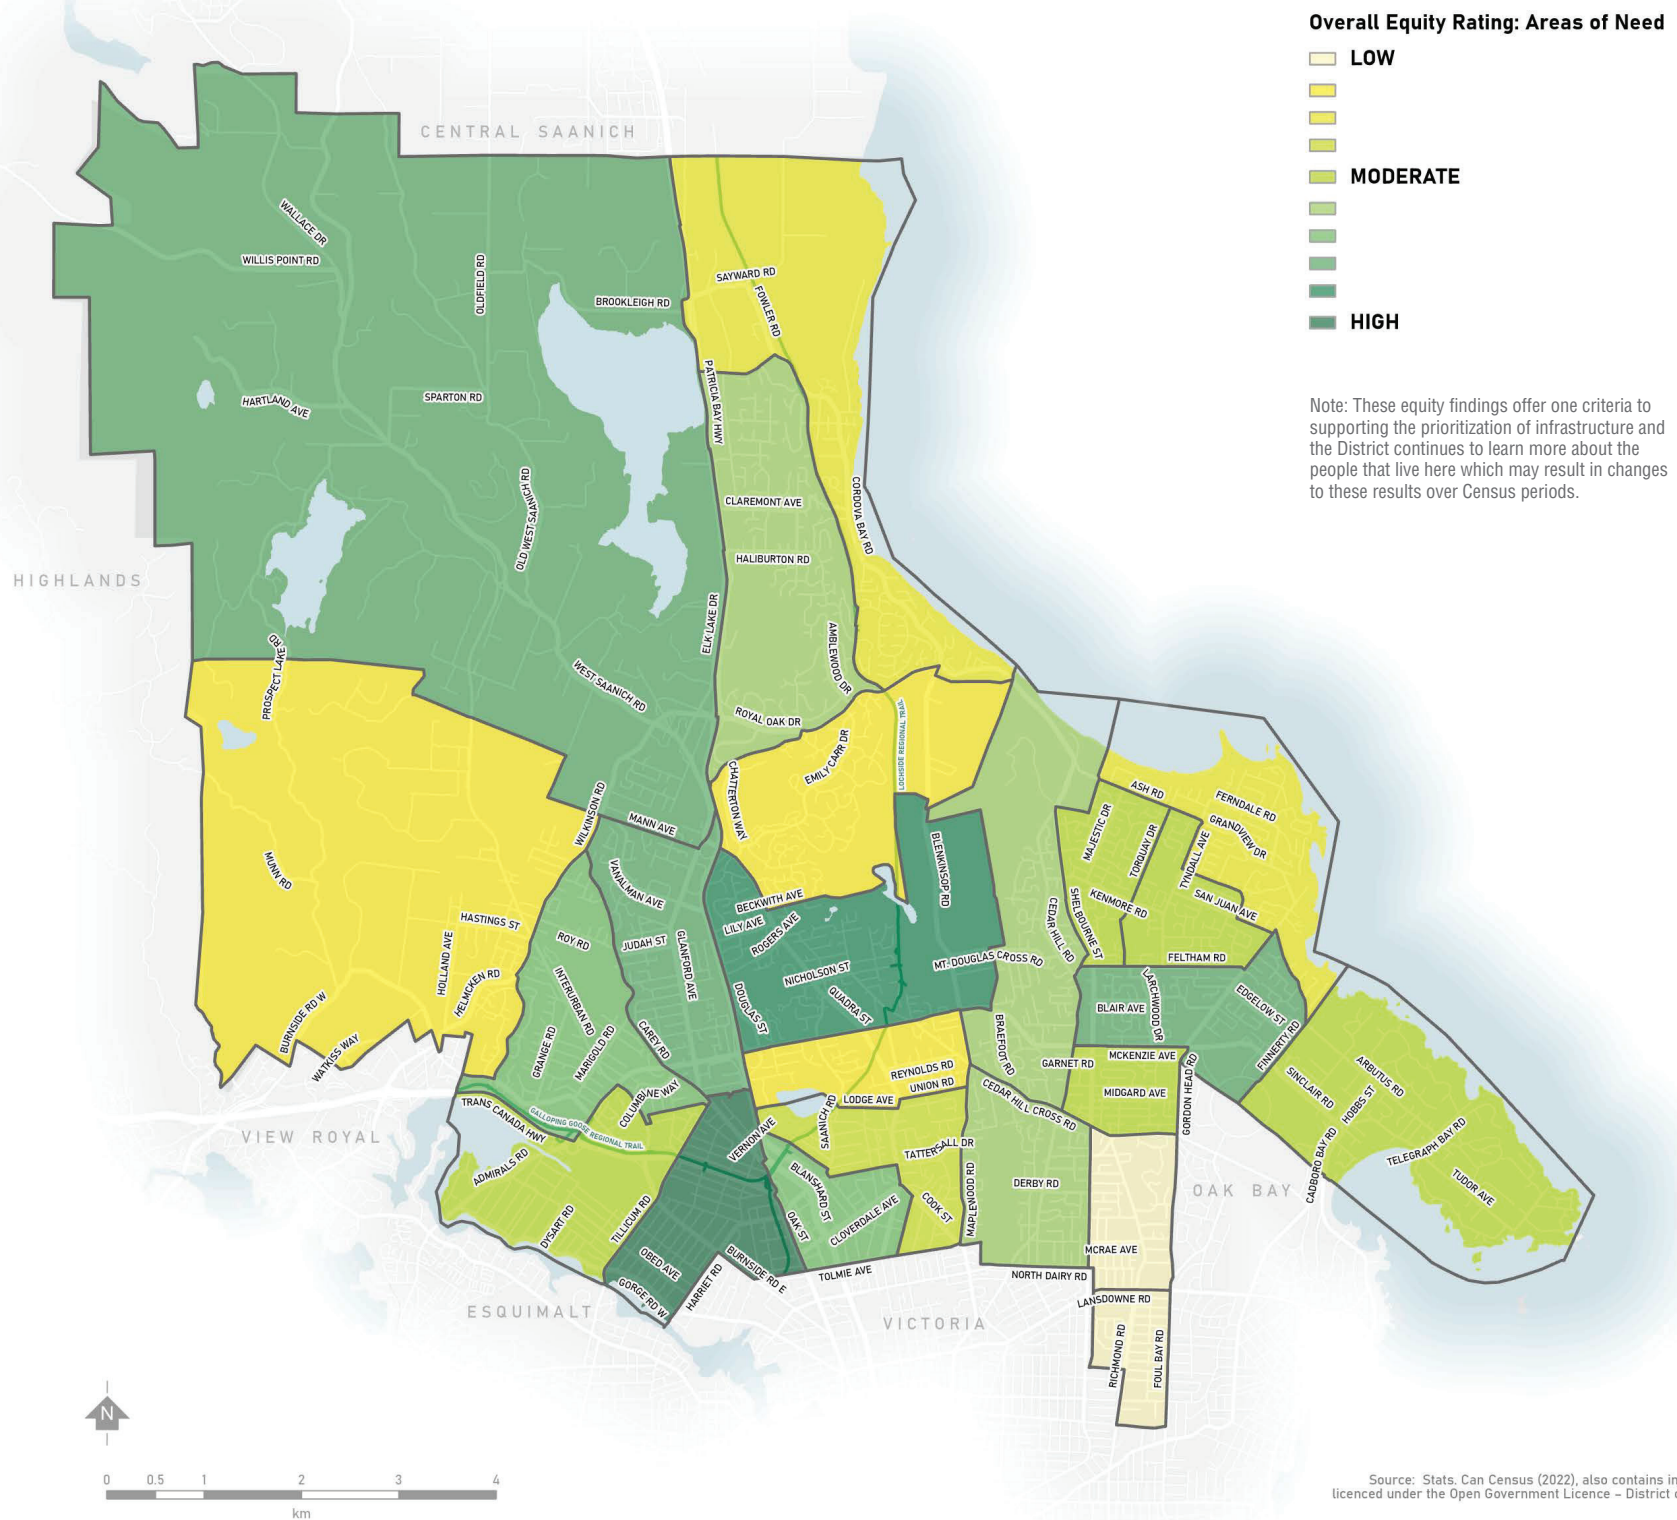 Overall Equity Rating: Areas of Need
LOW
MODERATE
HIGH
Note: These equity findings offer one criteria to
supporting the prioritization of infrastructure and
the District continues to learn more about the
people that live here which may result in changes
to these results over Census periods.
CENTRAL SAANICH
WALLACE DR
WILLIS POINT RD
OLDFIELD RD
BROOKLEIGH RD
SAYWARD RD
FOWLER RD
PATRICIA BAY HWY
HARTLAND AVE
SPARTON RD
OLD WEST SAANICH RD
CLAREMONT AVE
CORDOVA BAY RD
HALIBURTON RD
HIGHLANDS
ELK LAKE DR
AMBLEWOOD DR
PROSPECT LAKE RD
WEST SAANICH RD
ROYAL OAK DR
LOCHSIDE REGIONAL TRAIL
EMILY CARR DR
CHATTERTON WAY
WILKINSON RD
MANN AVE
ASH RD
FERNDALE RD
GRANDVIEW DR
MAJESTIC DR
TORQUAY DR
TYNDALL AVE
BLENKINSOP RD
MUNN RD
VANALMAN AVE
BECKWITH AVE
LILY AVE
ROGERS AVE
KENMORE RD
SAN JUAN AVE
SHELBOURNE ST
CEDAR HILL RD
HASTINGS ST
HOLLAND AVE
HELMCKEN RD
ROY RD
JUDAH ST
GLANFORD AVE
NICHOLSON ST
MT. DOUGLAS CROSS RD
FELTHAM RD
INTERURBAN RD
DOUGLAS ST
QUADRA ST
BLAIR AVE
LARCHWOOD DR
EDGELOW ST
FINNERTY RD
BURNSIDE RD W
WATKISS WAY
GRANGE RD
MARIGOLD RD
CAREY RD
BRAEFOOT RD
REYNOLDS RD
UNION RD
GARNET RD
MCKENZIE AVE
GORDON HEAD RD
SINCLAIR RD
ARBUTUS RD
HOBBS ST
COLUMBINE WAY
LODGE AVE
CEDAR HILL CROSS RD
MIDGARD AVE
TRANS CANADA HWY
GALLOPING GOOSE REGIONAL TRAIL
VIEW ROYAL
VERNON AVE
SAANICH RD
TATTERSALL DR
TELEGRAPH BAY RD
CADBORO BAY RD
TUDOR AVE
ADMIRALS RD
BLANSHARD ST
MAPLEWOOD RD
DERBY RD
OAK BAY
DYSART RD
TILLICUM RD
OAK ST
CLOVERDALE AVE
COOK ST
OBED AVE
GORGE RD W
HARRIET RD
BURNSIDE RD E
TOLMIE AVE
MCRAE AVE
NORTH DAIRY RD
LANSDOWNE RD
ESQUIMALT
VICTORIA
RICHMOND RD
FOUL BAY RD
N
0 0.5 1 2 3 4
km
Source: Stats. Can Census (2022), also contains in
licenced under the Open Government Licence – District